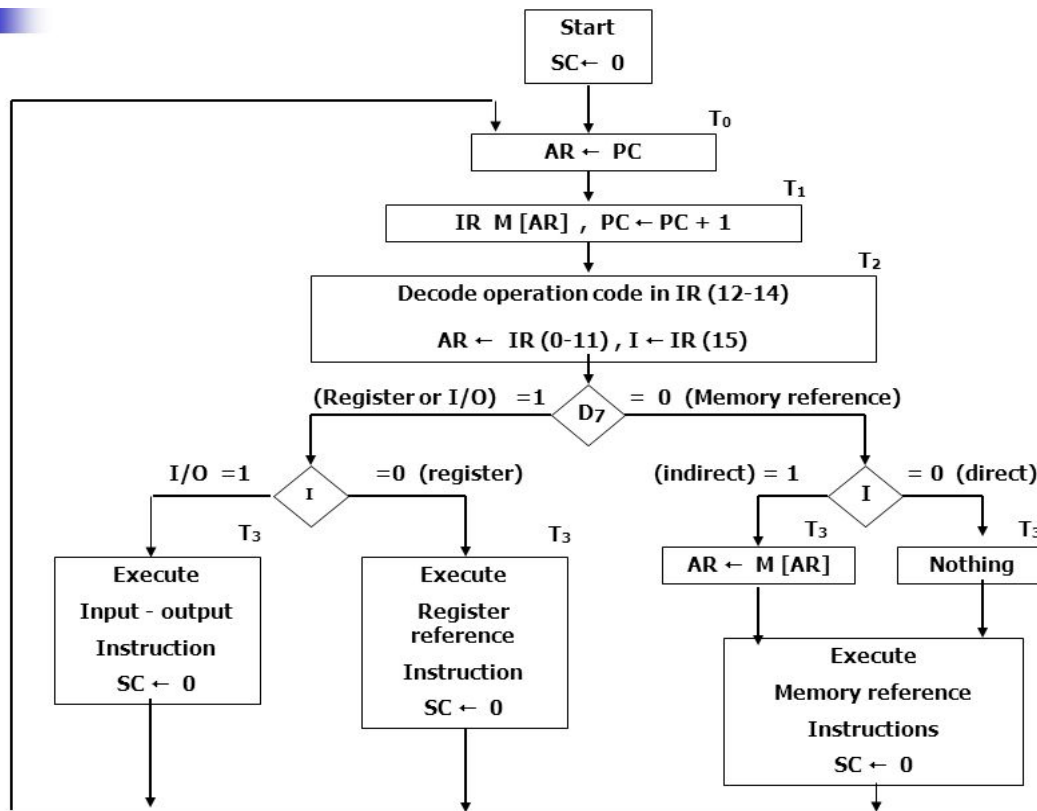 Start
SC← 0
T₀
AR ← PC
T₁
IR M [AR] , PC ← PC + 1
T₂
Decode operation code in IR (12-14)
AR ← IR (0-11) , I ← IR (15)
(Register or I/O) =1
D₇
= 0 (Memory reference)
I/O =1
I
=0 (register)
(indirect) = 1
I
= 0 (direct)
T₃
Execute
Input - output
Instruction
SC ← 0
T₃
Execute
Register
reference
Instruction
SC ← 0
T₃
AR ← M [AR]
T₃
Nothing
Execute
Memory reference
Instructions
SC ← 0